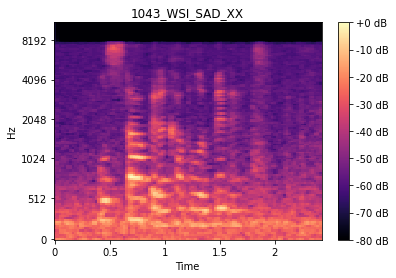 1043_WSI_SAD_XX
+0 dB
8192
-10 dB
4096
-20 dB
-30 dB
2048
Hz
-40 dB
1024
-50 dB
512
-60 dB
-70 dB
0
-80 dB
0 0.5 1 1.5 2
Time